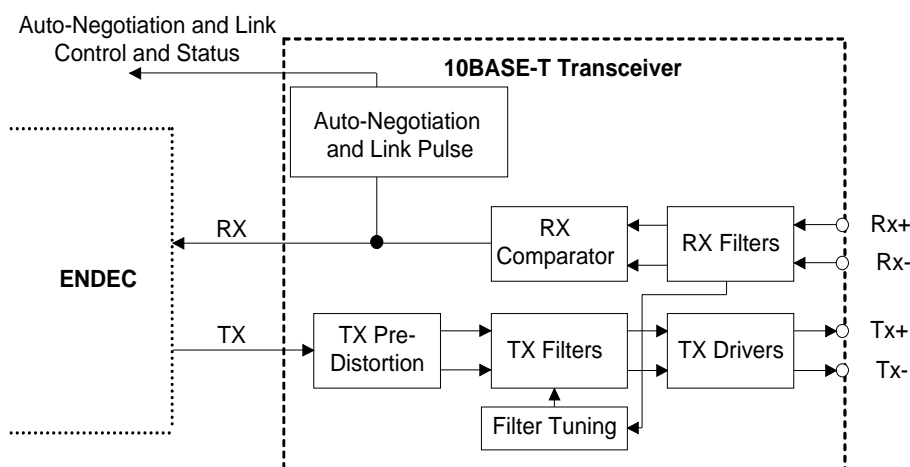 Auto-Negotiation and Link
Control and Status
10BASE-T Transceiver
Auto-Negotiation
and Link Pulse
RX
RX
Comparator
RX Filters
Rx+
Rx-
ENDEC
TX
TX Pre-
Distortion
TX Filters
TX Drivers
Tx+
Tx-
Filter Tuning